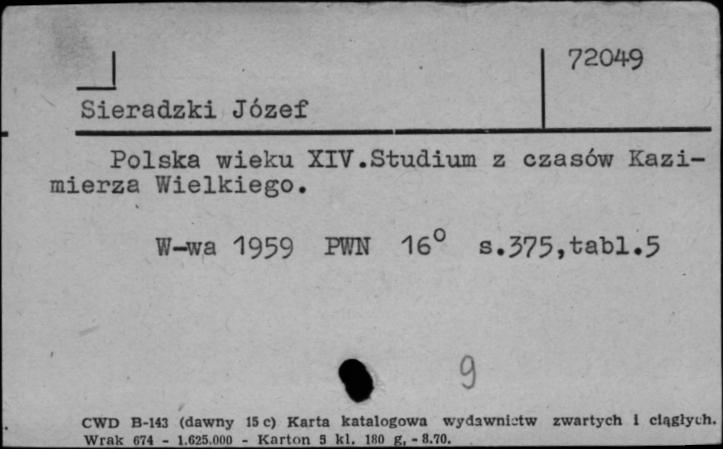 72049
Sieradzki Józef
Polska wieku XIV.Studium z czasów Kazi-
mierza Wielkiego.
W-wa 1959 PWN 16° s.375,tabl.5
9
CWD B-143 (dawny 15 c) Karta katalogowa wydawnictw zwartych i ciągłych.
Wrak 674 - 1.625.000 - Karton 5 kl. 180 g. - 8.70.